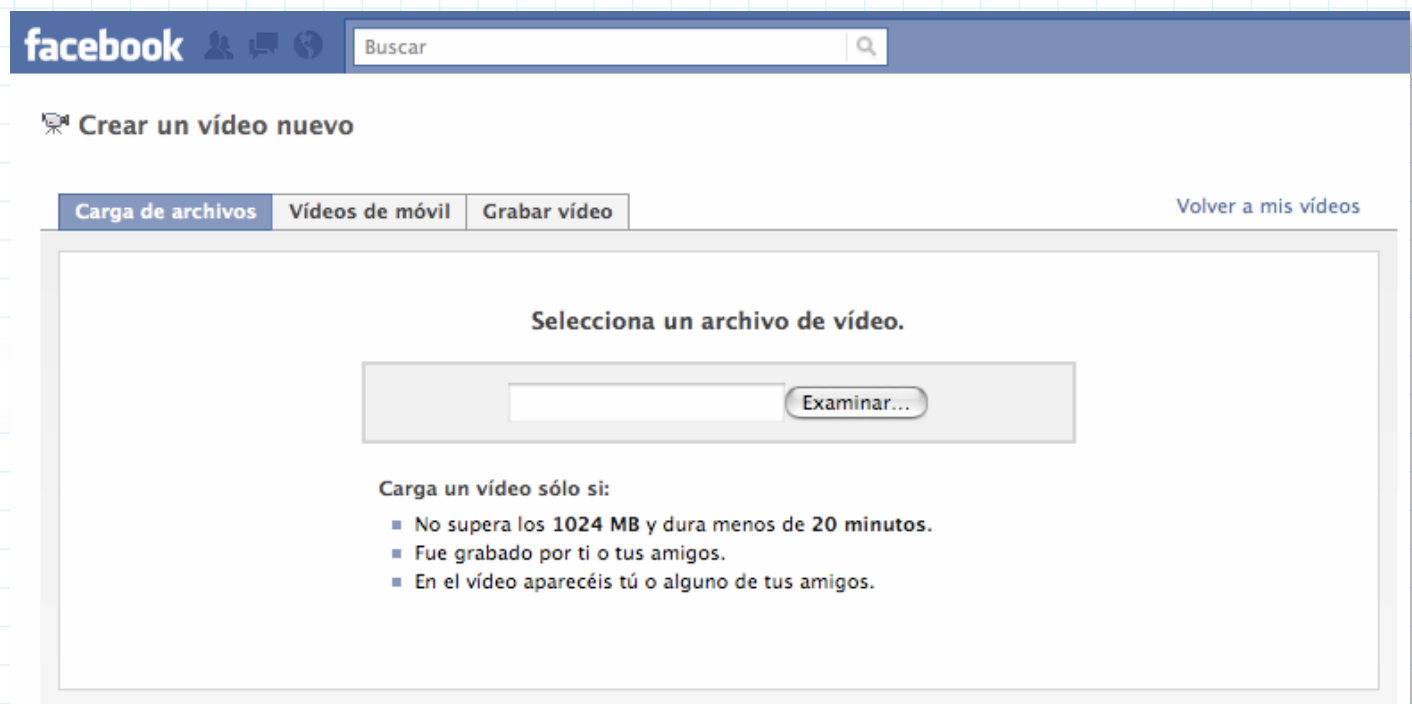 facebook Buscar
Crear un vídeo nuevo
Carga de archivos Vídeos de móvil Grabar vídeo Volver a mis vídeos
Selecciona un archivo de vídeo.
Examinar...
Carga un vídeo sólo si:
No supera los 1024 MB y dura menos de 20 minutos.
Fue grabado por ti o tus amigos.
En el vídeo aparecéis tú o alguno de tus amigos.